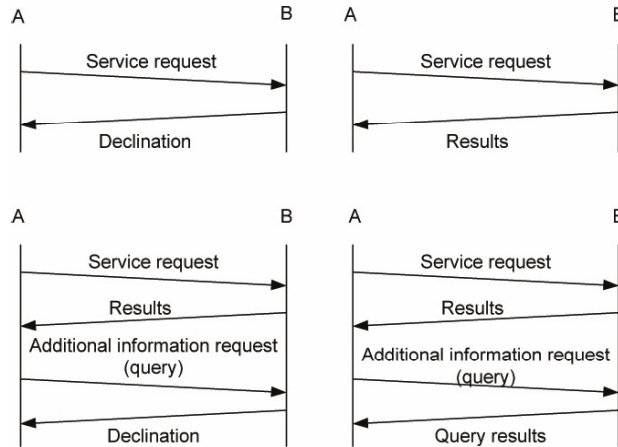 A
B
Service request
Declination
A
Service request
Results
A
B
Service request
Results
Additional information request
(query)
Declination
A
Service request
Results
Additional information request
(query)
Query results